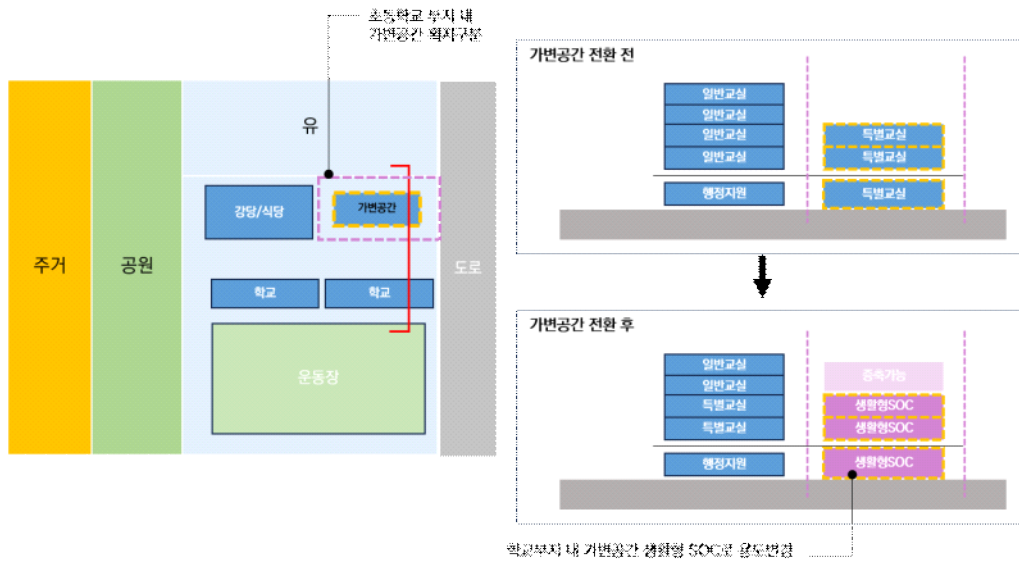 초등학교 부지 내
가변공간 획지구분
유
강당/식당
가변공간
주거
공원
도로
학교
학교
운동장
가변공간 전환 전
일반교실
일반교실
일반교실
일반교실
행정지원
특별교실
특별교실
특별교실
가변공간 전환 후
일반교실
일반교실
특별교실
특별교실
행정지원
증축가능
생활형SOC
생활형SOC
생활형SOC
학교부지 내 가변공간 생활형 SOC로 용도변경